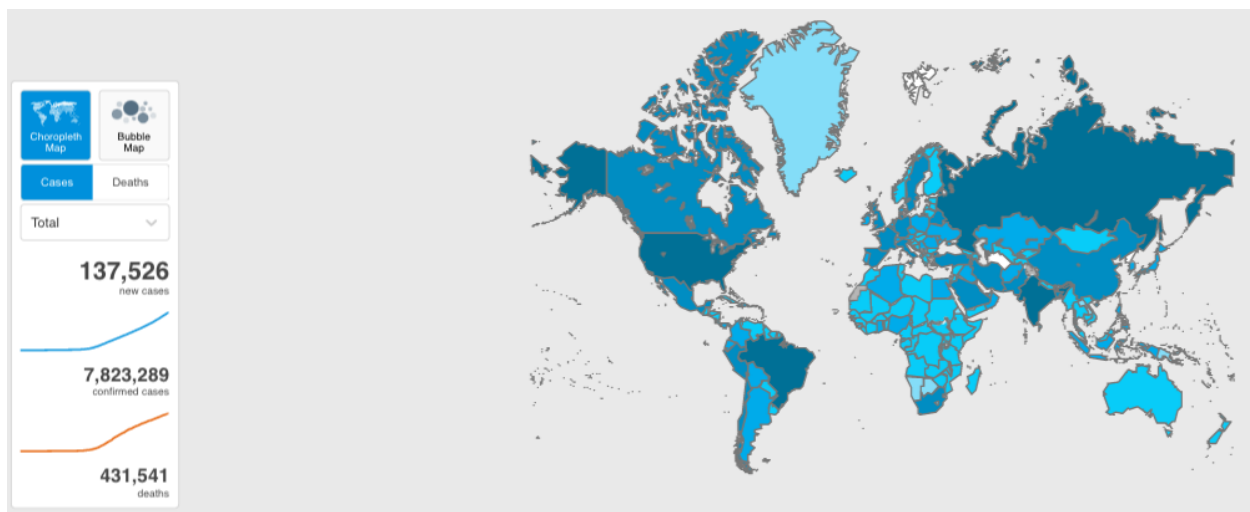 Choropleth
Map
Bubble
Map
Cases
Deaths
Total
137,526
new cases
7,823,289
confirmed cases
431,541
deaths